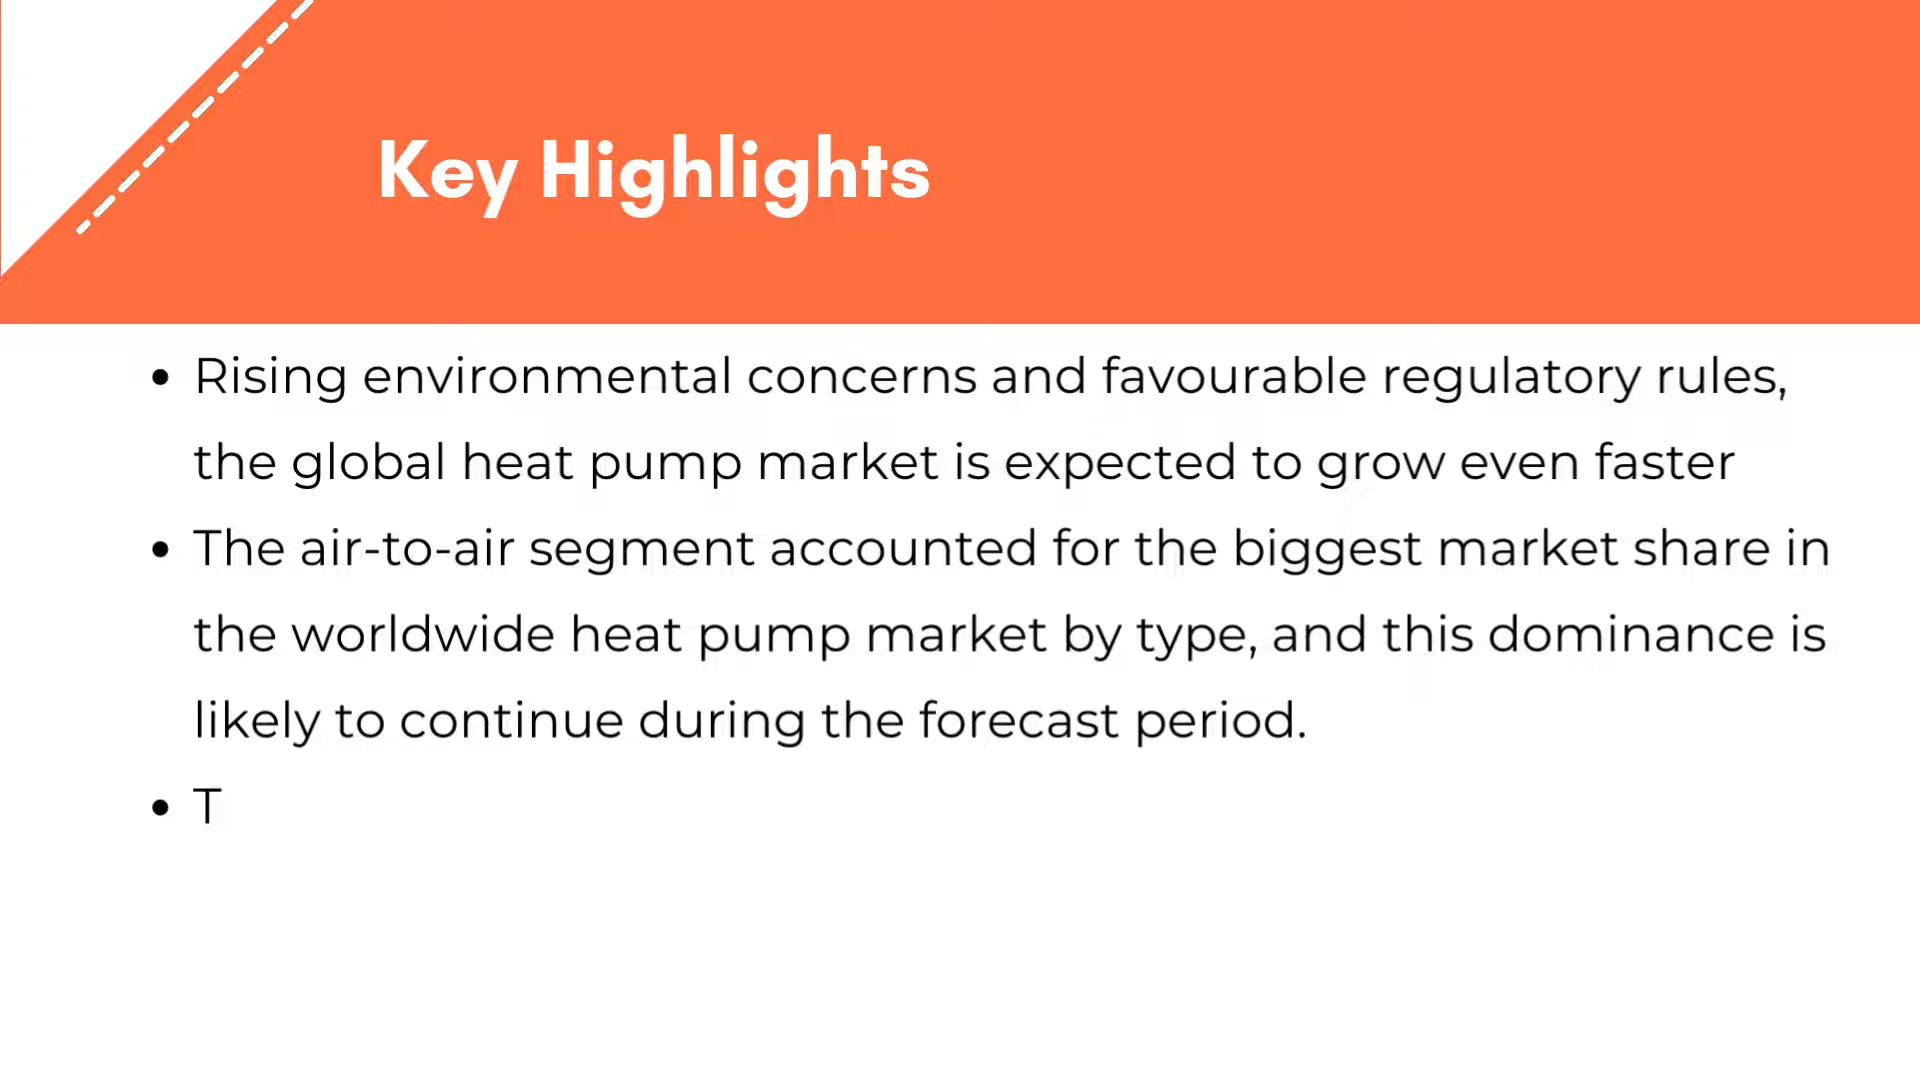 Key Highlights
• Rising environmental concerns and favourable regulatory rules,
the global heat pump market is expected to grow even faster
• The air-to-air segment accounted for the biggest market share in
the worldwide heat pump market by type, and this dominance is
likely to continue during the forecast period.
• T